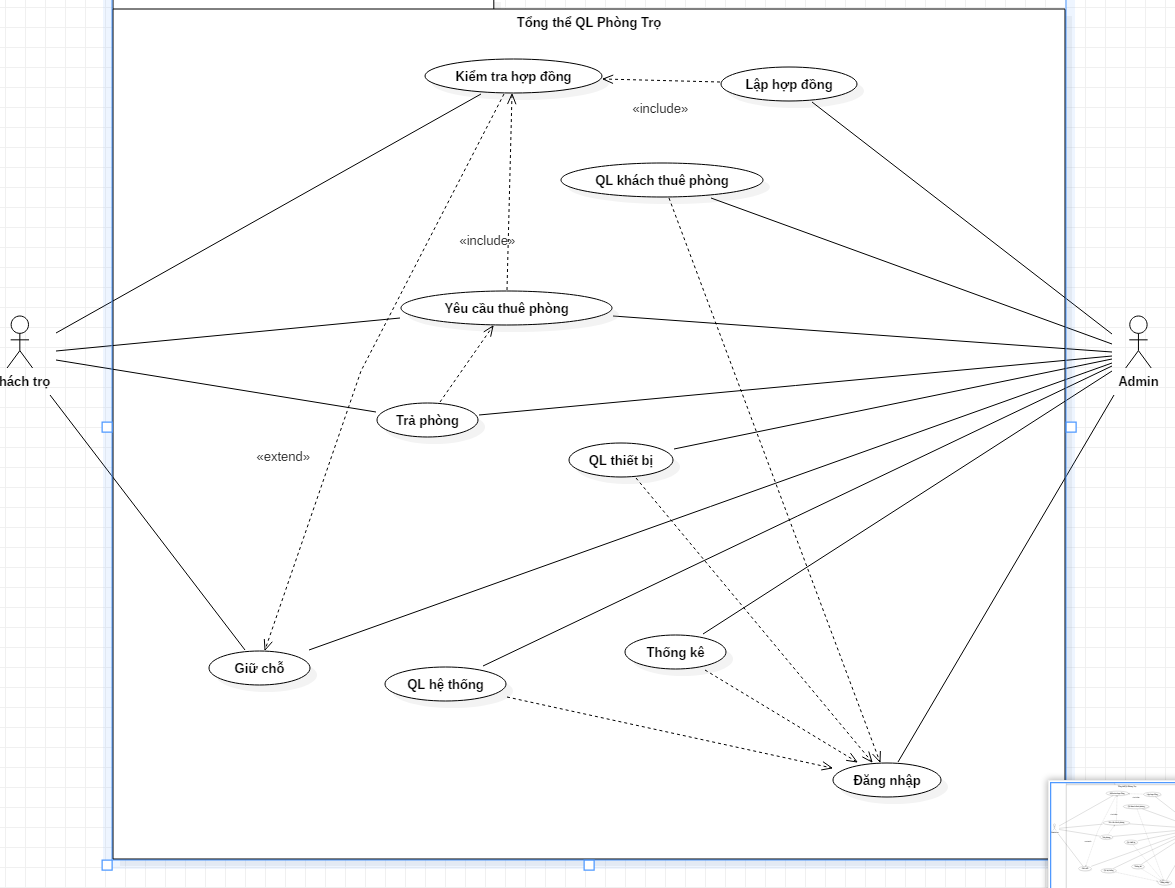 Tổng thể QL Phòng Trọ
Kiểm tra hợp đồng
Lập hợp đồng
«include»
QL khách thuê phòng
«include»
Yêu cầu thuê phòng
hách trọ
Admin
Trả phòng
«extend»
QL thiết bị
Giữ chỗ
Thống kê
QL hệ thống
Đăng nhập